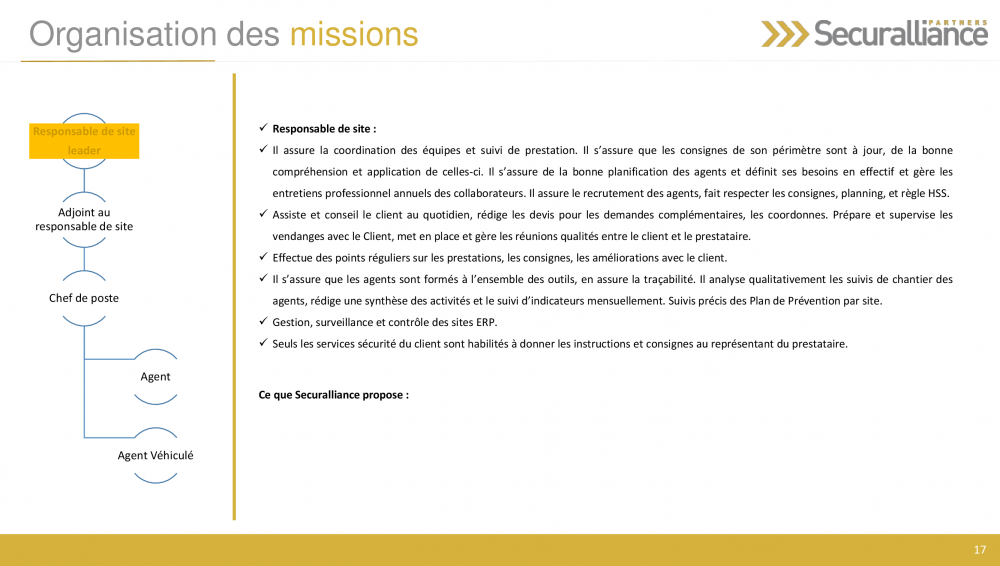 Organisation des missions
PARTNERS
Securalliance
Responsable de site
leader
Adjoint au
responsable de site
Chef de poste
Agent
Agent Véhiculé
✓ Responsable de site :
✓ Il assure la coordination des équipes et suivi de prestation. Il s’assure que les consignes de son périmètre sont à jour, de la bonne
compréhension et application de celles-ci. Il s’assure de la bonne planification des agents et définit ses besoins en effectif et gère les
entretiens professionnel annuels des collaborateurs. Il assure le recrutement des agents, fait respecter les consignes, planning, et règle HSS.
✓ Assiste et conseil le client au quotidien, rédige les devis pour les demandes complémentaires, les coordonnes. Prépare et supervise les
vendanges avec le Client, met en place et gère les réunions qualités entre le client et le prestataire.
✓ Effectue des points réguliers sur les prestations, les consignes, les améliorations avec le client.
✓ Il s’assure que les agents sont formés à l’ensemble des outils, en assure la traçabilité. Il analyse qualitativement les suivis de chantier des
agents, rédige une synthèse des activités et le suivi d’indicateurs mensuellement. Suivis précis des Plan de Prévention par site.
✓ Gestion, surveillance et contrôle des sites ERP.
✓ Seuls les services sécurité du client sont habilités à donner les instructions et consignes au représentant du prestataire.
Ce que Securalliance propose :
17